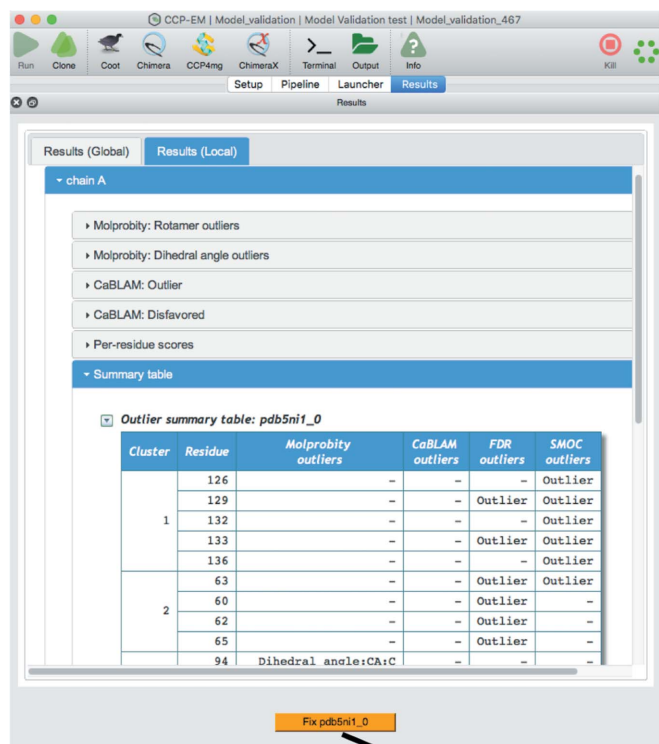 CCP-EM | Model_validation | Model Validation test | Model_validation_467
Run Clone Coot Chimera CCP4mg ChimeraX Terminal Output Info Kill
Setup Pipeline Launcher Results
Results
Results (Global) Results (Local)
chain A
Molprobity: Rotamer outliers
Molprobity: Dihedral angle outliers
CaBLAM: Outlier
CaBLAM: Disfavored
Per-residue scores
Summary table
Outlier summary table: pdb5ni1_0
Cluster Residue Molprobity outliers CaBLAM outliers FDR outliers SMOC outliers
126 – – – Outlier
129 – – Outlier Outlier
1 132 – – – Outlier
133 – – Outlier Outlier
136 – – – Outlier
63 – – Outlier Outlier
2 60 – – Outlier –
62 – – Outlier –
65 – – Outlier –
94 Dihedral angle:CA:C – – –
Fix pdb5ni1_0